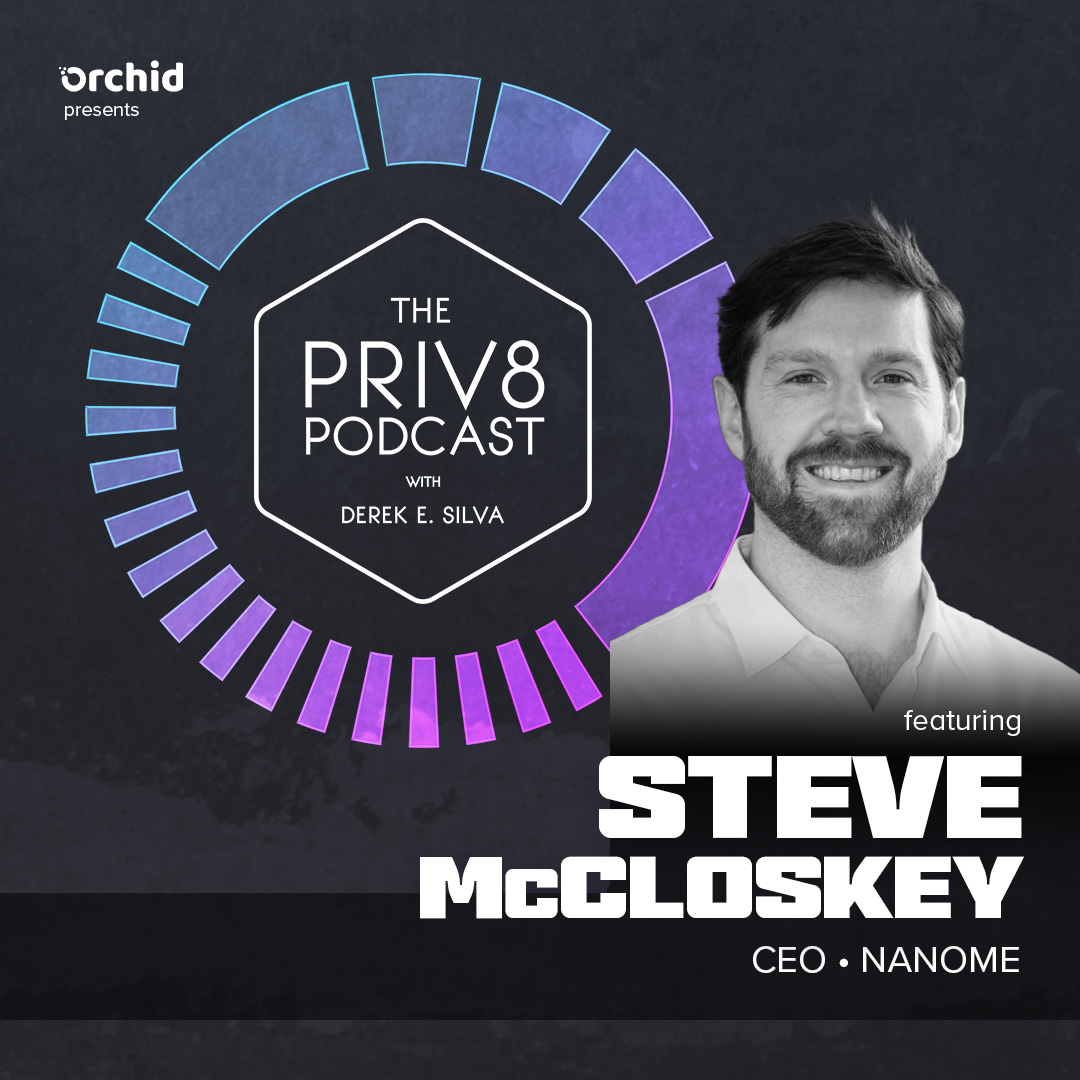 Orchid
presents
THE
PRIV8
PODCAST
WITH
DEREK E. SILVA
featuring
STEVE
McCLOSKEY
CEO • NANOME